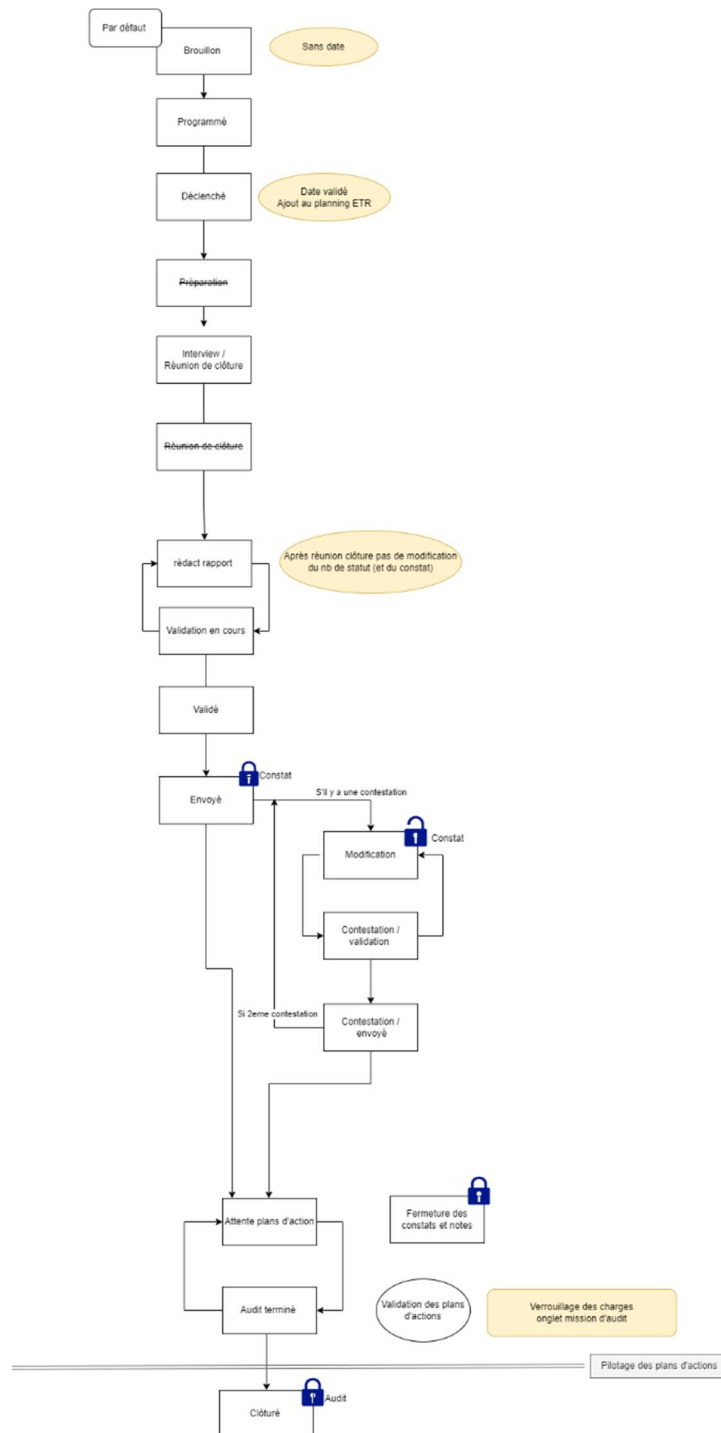 Par défaut
Brouillon
Sans date
Programmé
Déclenché
Date validé
Ajout au planning ETR
Préparation
Interview /
Réunion de clôture
Réunion de clôture
rédact rapport
Après réunion clôture pas de modification
du nb de statut (et du constat)
Validation en cours
Validé
Constat
Envoyé
S'il y a une contestation
Constat
Modification
Contestation /
validation
Si 2eme contestation
Contestation /
envoyé
Attente plans d'action
Fermeture des
constats et notes
Audit terminé
Validation des plans
d'actions
Verrouillage des charges
onglet mission d'audit
Pilotage des plans d'actions
Audit
Clôturé